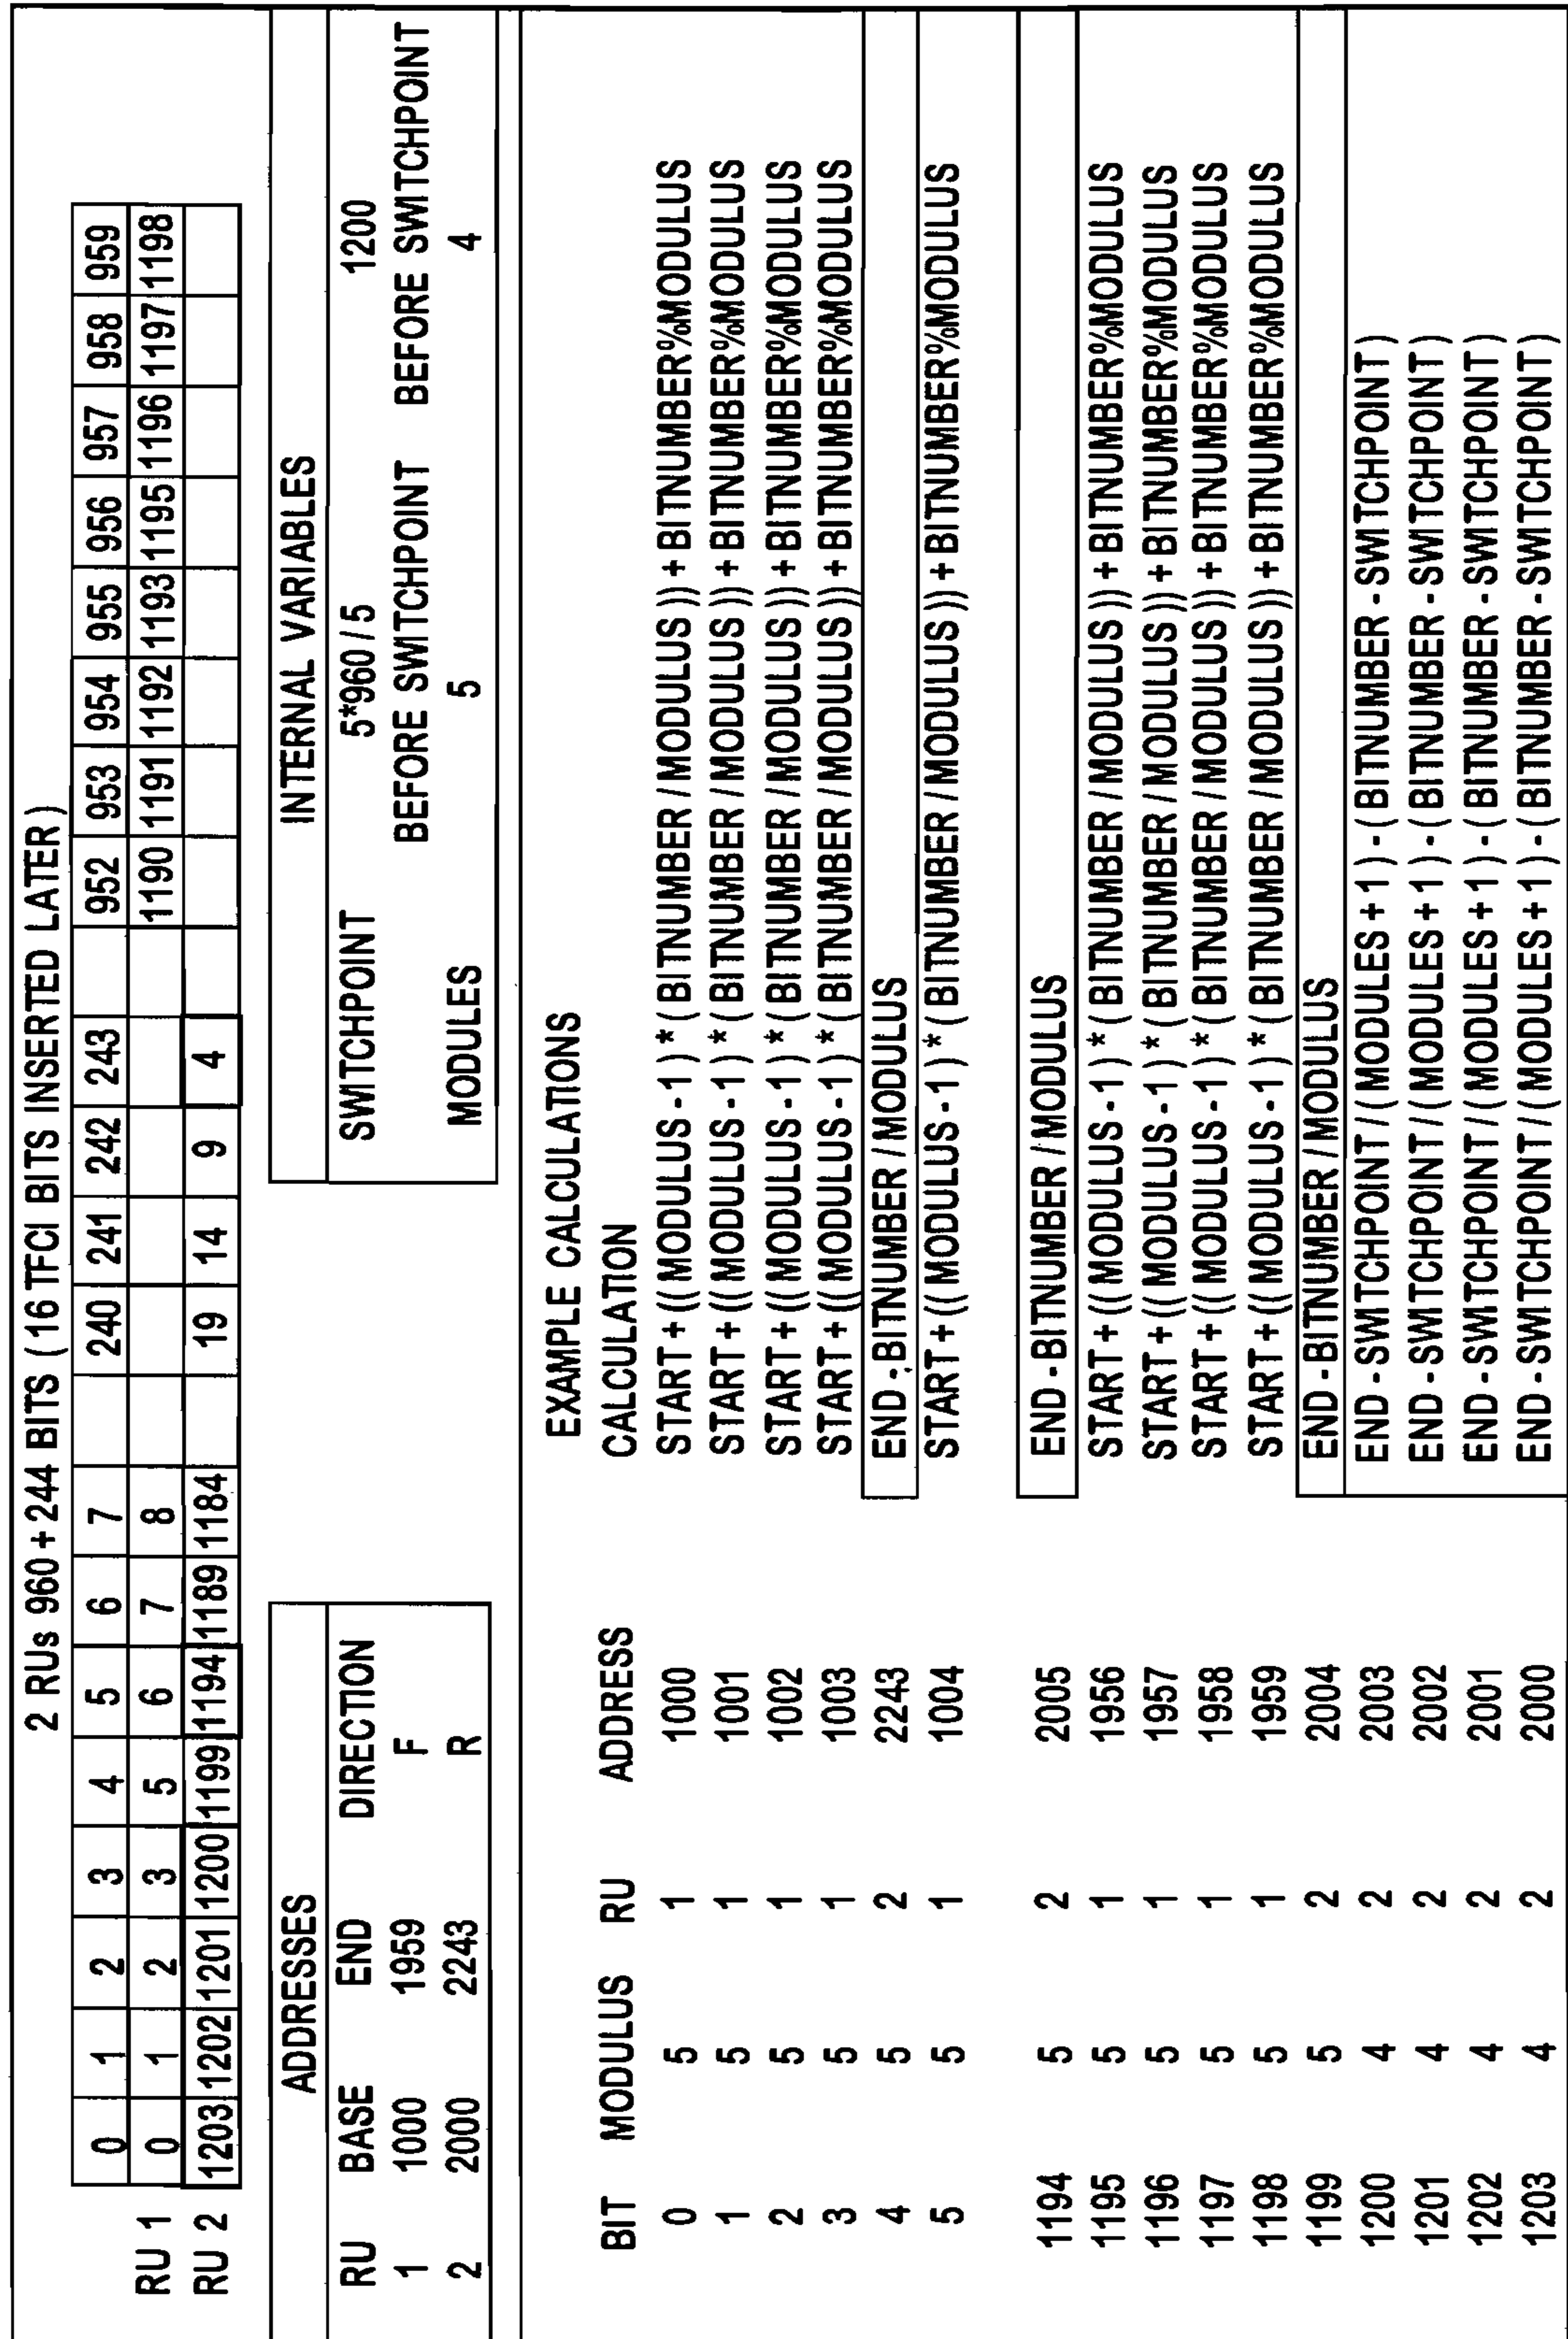 2 RUs 960 + 244 BITS ( 16 TFCI BITS INSERTED LATER )
0 1 2 3 4 5 6 7 240 241 242 243 952 953 954 955 956 957 958 959
RU 1 0 1 2 3 5 6 7 8 1190 1191 1192 1193 1195 1196 1197 1198
RU 2 1203 1202 1201 1200 1199 1194 1189 1184 19 14 9 4
ADDRESSES
RU BASE END DIRECTION
1 1000 1959 F
2 2000 2243 R
INTERNAL VARIABLES
SWITCHPOINT 5*960 / 5 1200
BEFORE SWITCHPOINT BEFORE SWITCHPOINT
MODULES 5 4
EXAMPLE CALCULATIONS
BIT MODULUS RU ADDRESS CALCULATION
0 5 1 1000 START + (( MODULUS - 1 ) * ( BITNUMBER / MODULUS )) + BITNUMBER%MODULUS
1 5 1 1001 START + (( MODULUS - 1 ) * ( BITNUMBER / MODULUS )) + BITNUMBER%MODULUS
2 5 1 1002 START + (( MODULUS - 1 ) * ( BITNUMBER / MODULUS )) + BITNUMBER%MODULUS
3 5 1 1003 START + (( MODULUS - 1 ) * ( BITNUMBER / MODULUS )) + BITNUMBER%MODULUS
4 5 2 2243 END - BITNUMBER / MODULUS
5 5 1 1004 START + (( MODULUS - 1 ) * ( BITNUMBER / MODULUS )) + BITNUMBER%MODULUS
1194 5 2 2005 END - BITNUMBER / MODULUS
1195 5 1 1956 START + (( MODULUS - 1 ) * ( BITNUMBER / MODULUS )) + BITNUMBER%MODULUS
1196 5 1 1957 START + (( MODULUS - 1 ) * ( BITNUMBER / MODULUS )) + BITNUMBER%MODULUS
1197 5 1 1958 START + (( MODULUS - 1 ) * ( BITNUMBER / MODULUS )) + BITNUMBER%MODULUS
1198 5 1 1959 START + (( MODULUS - 1 ) * ( BITNUMBER / MODULUS )) + BITNUMBER%MODULUS
1199 5 2 2004 END - BITNUMBER / MODULUS
1200 4 2 2003 END - SWITCHPOINT / ( MODULES + 1 ) - ( BITNUMBER - SWITCHPOINT )
1201 4 2 2002 END - SWITCHPOINT / (( MODULES + 1 ) - ( BITNUMBER - SWITCHPOINT )
1202 4 2 2001 END - SWITCHPOINT / (( MODULES + 1 ) - ( BITNUMBER - SWITCHPOINT )
1203 4 2 2000 END - SWITCHPOINT / (( MODULES + 1 ) - ( BITNUMBER - SWITCHPOINT )